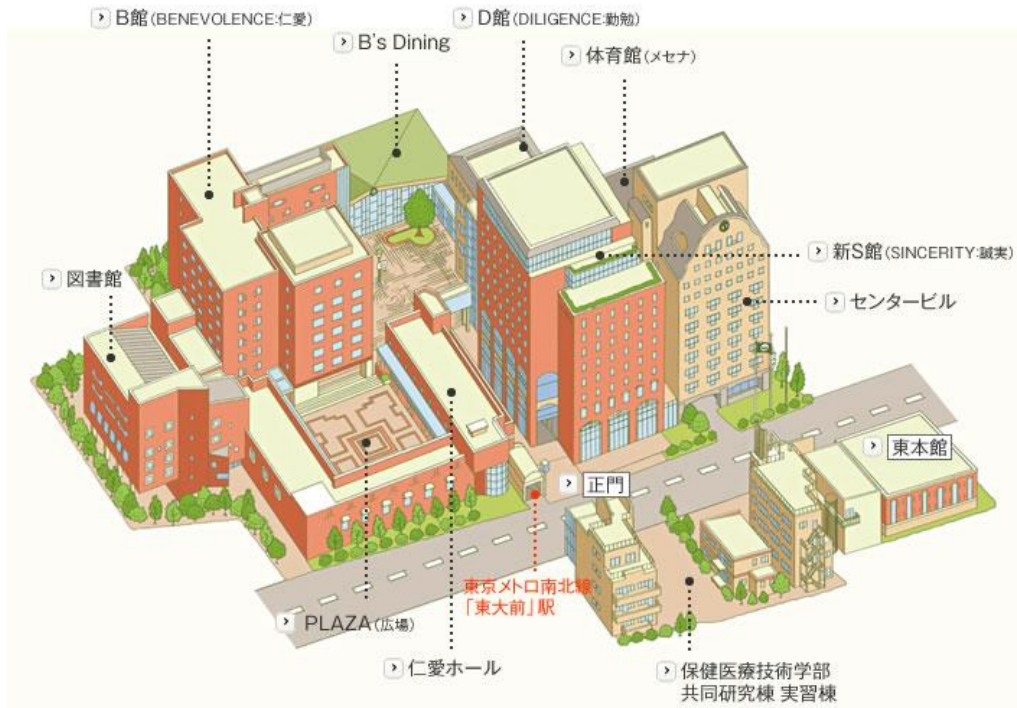 B館(BENEVOLENCE:仁愛)
D館(DILIGENCE:勤勉)
B's Dining
体育館(メセナ)
新S館(SINCERITY:誠実)
図書館
センタービル
東本館
正門
東京メトロ南北線
「東大前」駅
PLAZA(広場)
仁愛ホール
保健医療技術学部
共同研究棟 実習棟